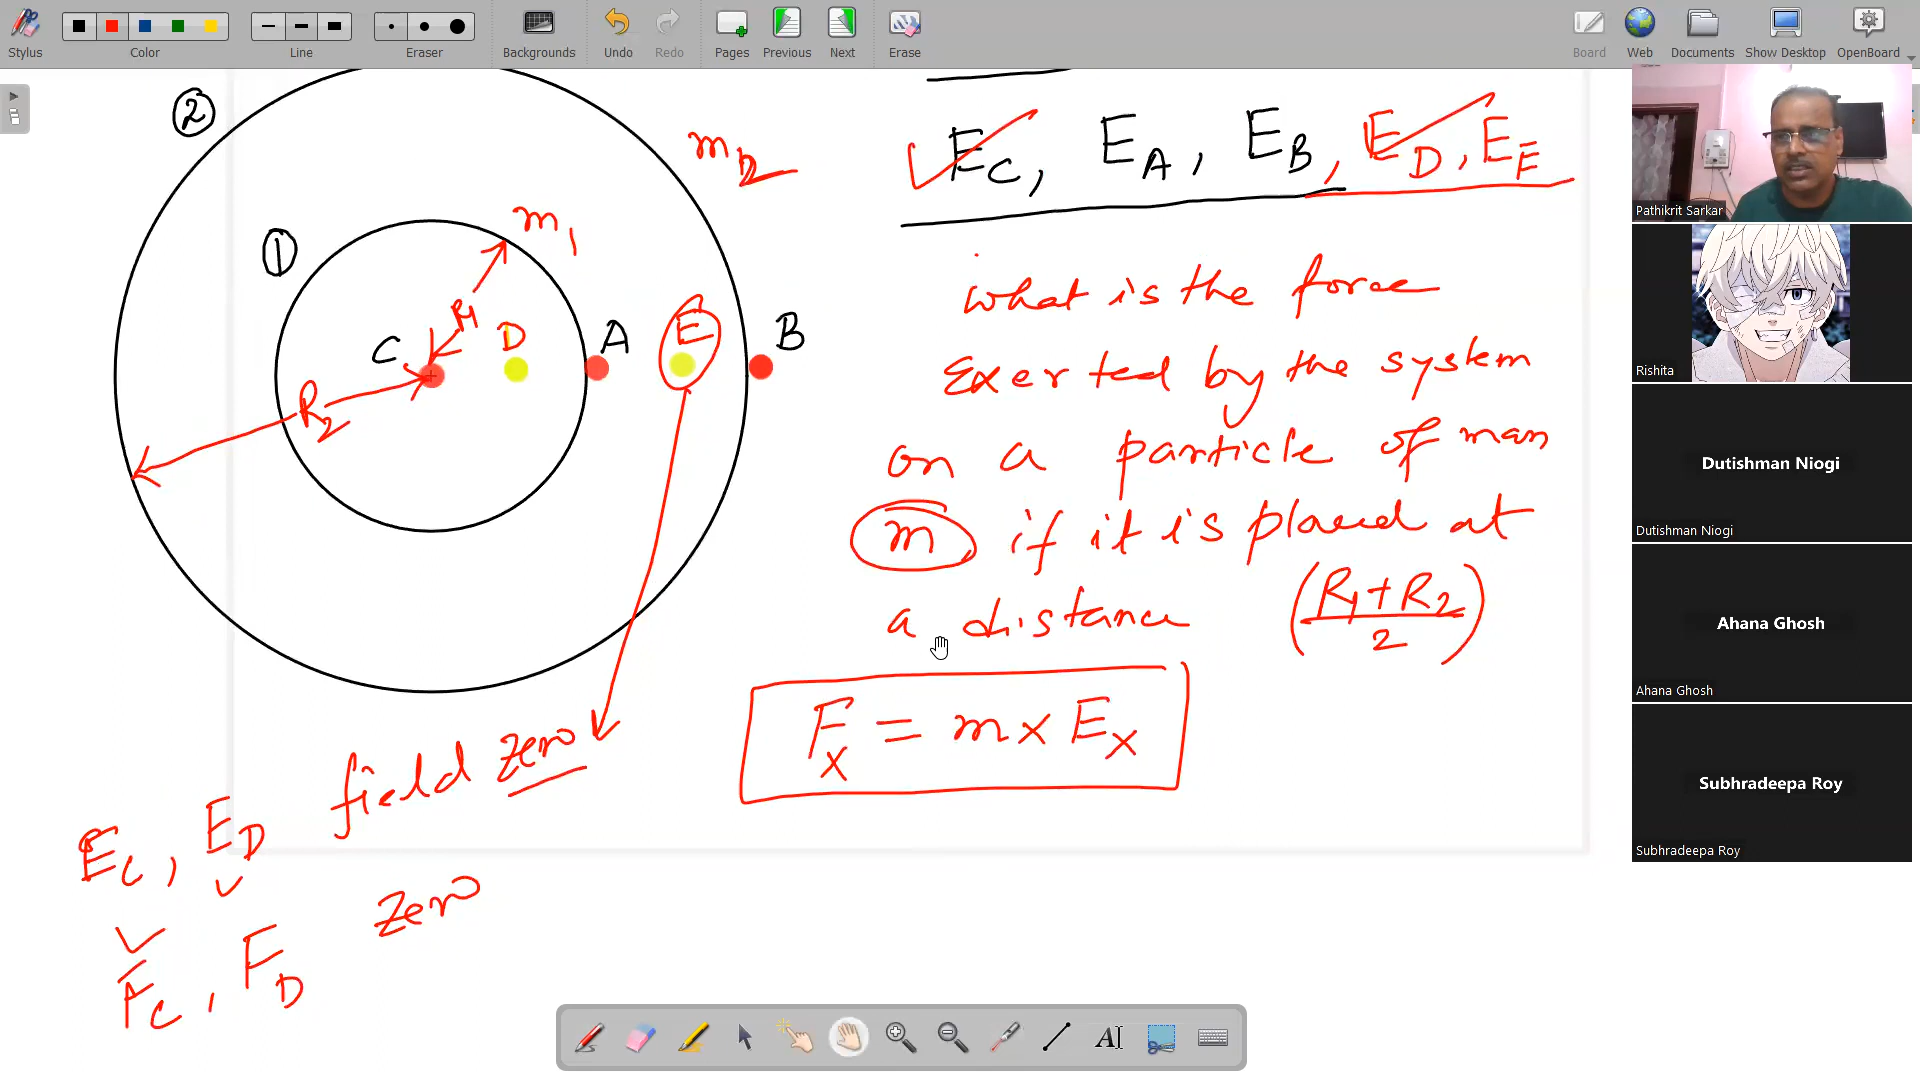 Stylus
Color
Line
Eraser
Backgrounds
Undo
Redo
Pages
Previous
Next
Erase
Board
Web
Documents
Show Desktop
OpenBoard
②
m2
①
m1
R1
C
D
A
E
B
R2
EC, EA, EB, ED, EE
what is the force
exerted by the system
on a particle of mass
m if it is placed at
a distance (R1+R2/2)
FX = m x EX
field zero
EC, ED
zero
FC, FD
Pathikrit Sarkar
Rishita
Dutishman Niogi
Dutishman Niogi
Ahana Ghosh
Ahana Ghosh
Subhradeepa Roy
Subhradeepa Roy
AI